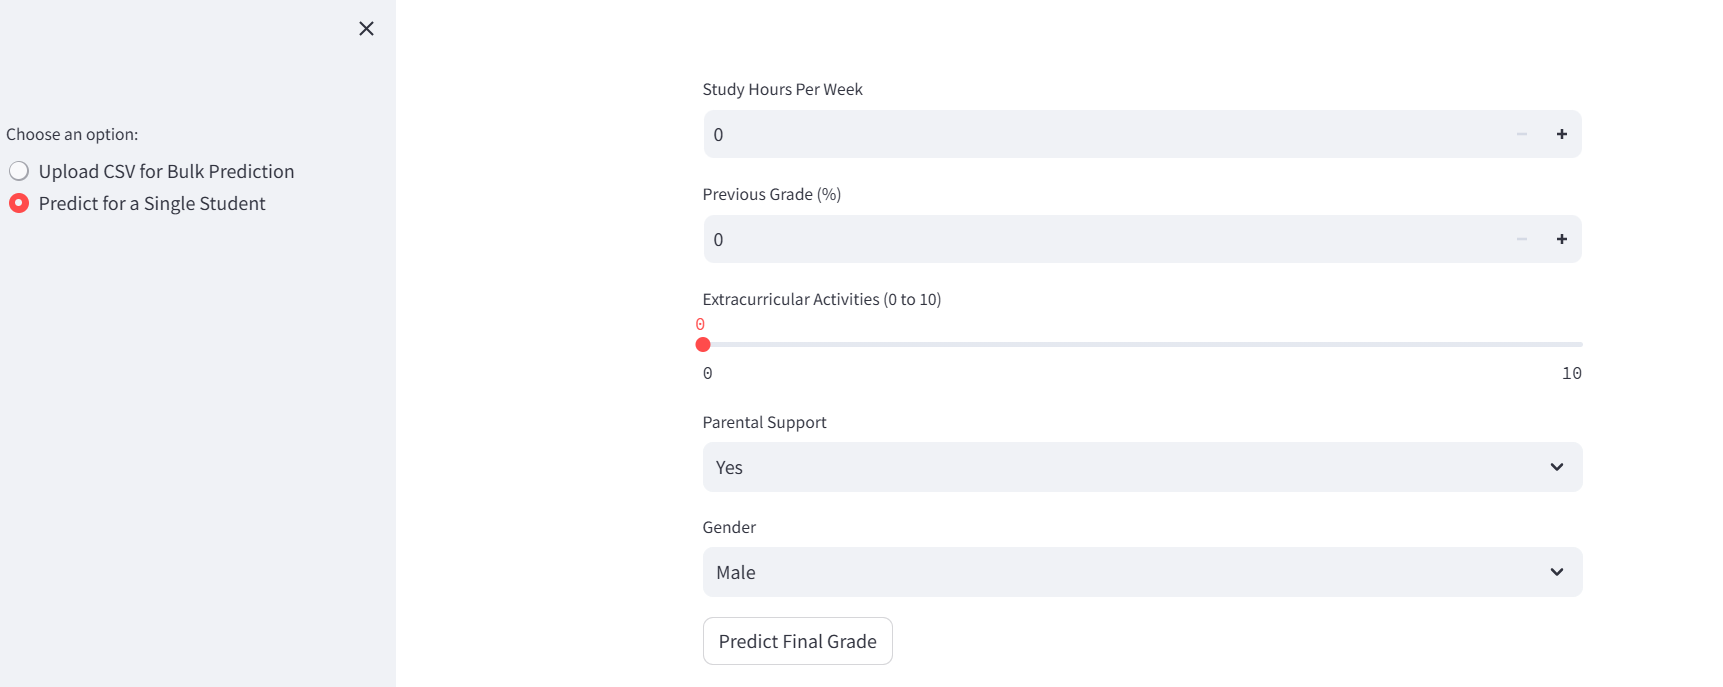 Choose an option:
Upload CSV for Bulk Prediction
Predict for a Single Student
Study Hours Per Week
0
Previous Grade (%)
0
Extracurricular Activities (0 to 10)
0
0 10
Parental Support
Yes
Gender
Male
Predict Final Grade